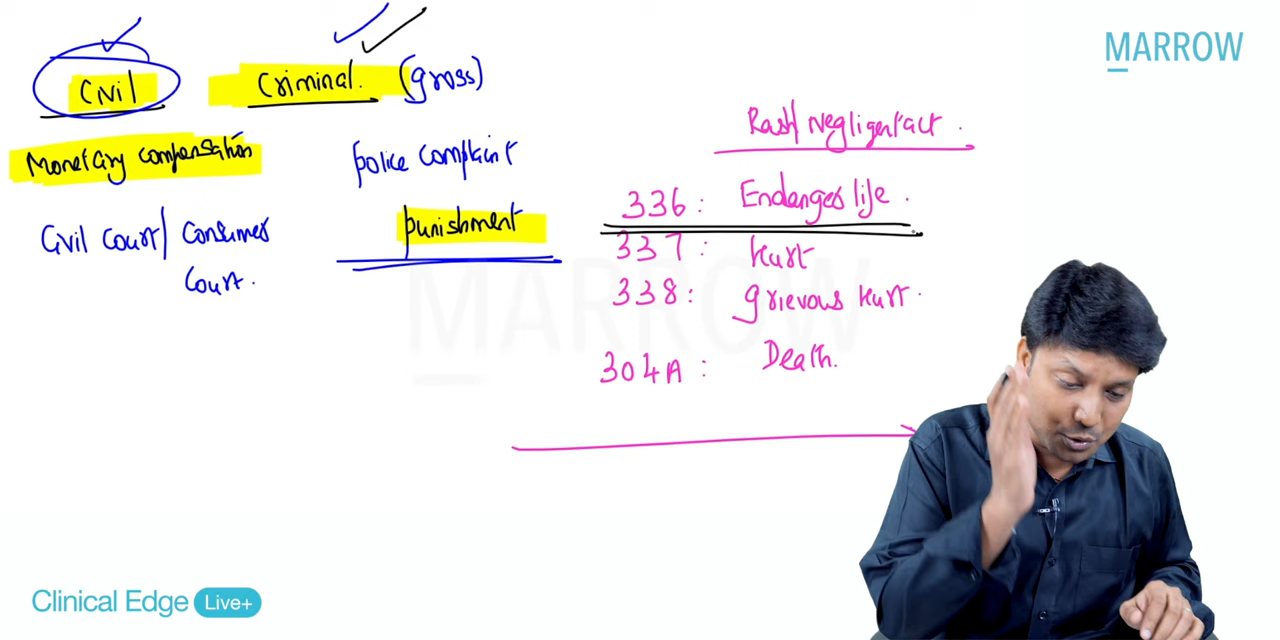 MARROW
Civil Criminal. (gross)
Monetary compensation police complaint
Civil Court/ Consumer Court. punishment
Rash/negligent act.
336: Endangers life.
337: hurt
338: grievous hurt.
304A: Death.
MARROW
Clinical Edge Live+